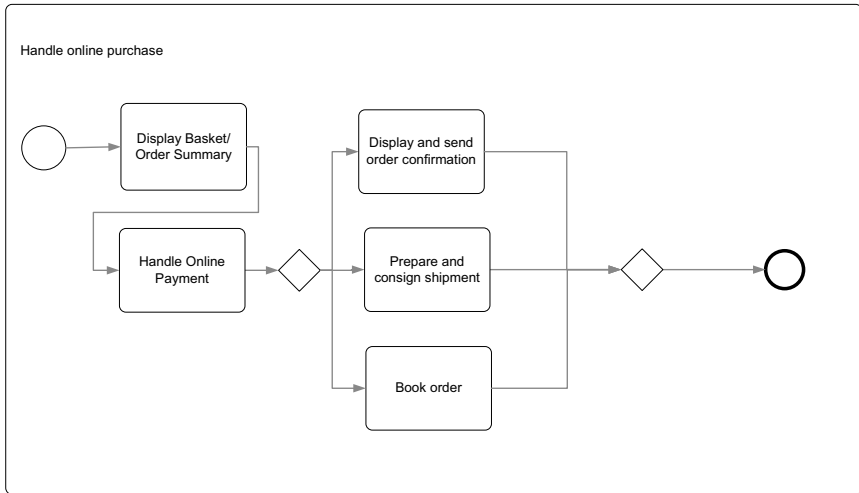 Handle online purchase
Display Basket/
Order Summary
Display and send
order confirmation
Handle Online
Payment
Prepare and
consign shipment
Book order